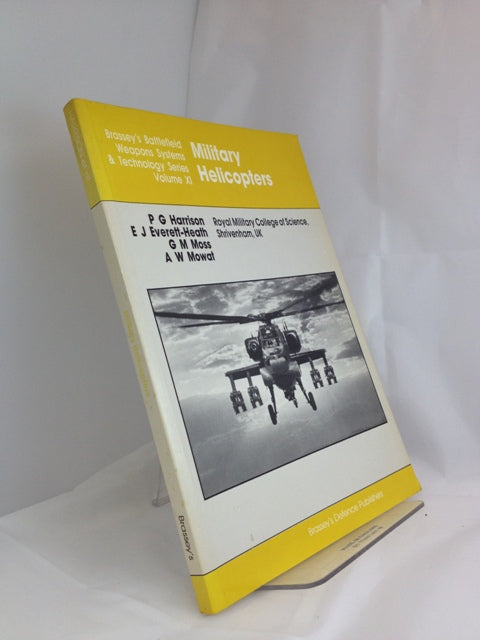 Brassey's Battlefield
Weapons Systems
& Technology Series
Volume XI
Military
Helicopters
P G Harrison
E J Everett-Heath
G M Moss
A W Mowat
Royal Military College of Science,
Shrivenham, UK
Brassey's Defence Publishers
Brassey's